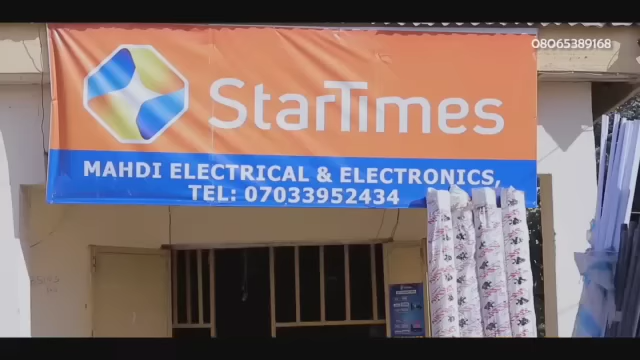 08065389168
StarTimes
MAHDI ELECTRICAL & ELECTRONICS,
TEL: 07033952434